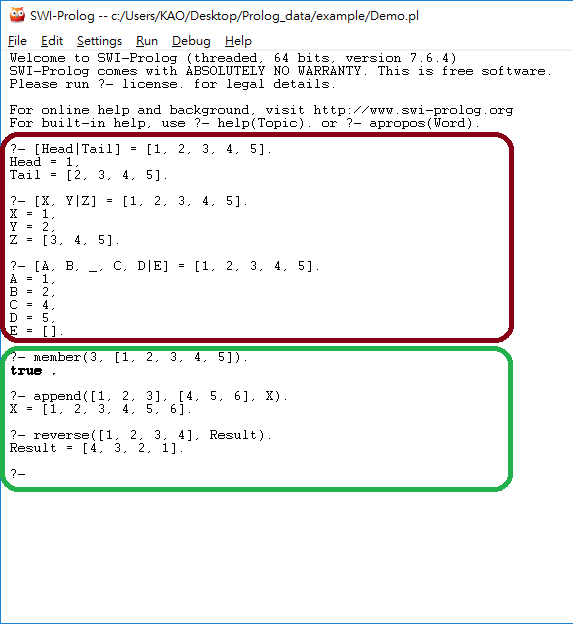 SWI-Prolog -- c:/Users/KAO/Desktop/Prolog_data/example/Demo.pl
File Edit Settings Run Debug Help
Welcome to SWI-Prolog (threaded, 64 bits, version 7.6.4)
SWI-Prolog comes with ABSOLUTELY NO WARRANTY. This is free software.
Please run ?- license. for legal details.
For online help and background, visit http://www.swi-prolog.org
For built-in help, use ?- help(Topic). or ?- apropos(Word).
?- [Head|Tail] = [1, 2, 3, 4, 5].
Head = 1,
Tail = [2, 3, 4, 5].
?- [X, Y|Z] = [1, 2, 3, 4, 5].
X = 1,
Y = 2,
Z = [3, 4, 5].
?- [A, B, _, C, D|E] = [1, 2, 3, 4, 5].
A = 1,
B = 2,
C = 4,
D = 5,
E = [].
?- member(3, [1, 2, 3, 4, 5]).
true .
?- append([1, 2, 3], [4, 5, 6], X).
X = [1, 2, 3, 4, 5, 6].
?- reverse([1, 2, 3, 4], Result).
Result = [4, 3, 2, 1].
?-